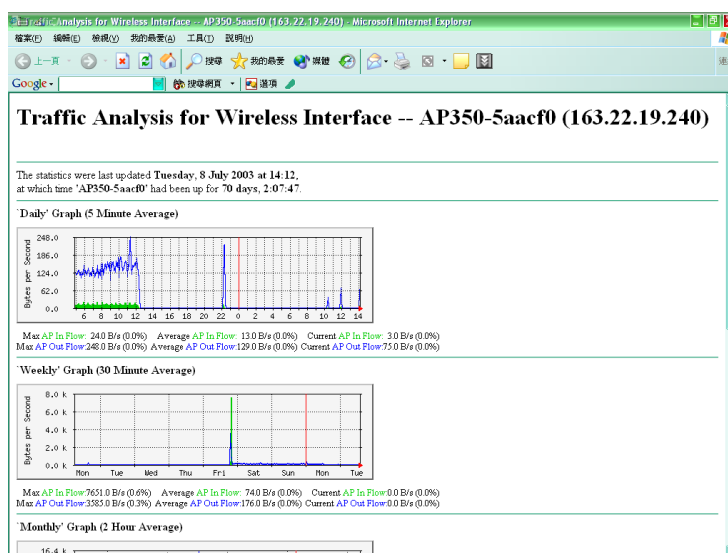 Traffic Analysis for Wireless Interface -- AP350-5aacf0 (163.22.19.240) - Microsoft Internet Explorer
檔案(F) 編輯(E) 檢視(V) 我的最愛(A) 工具(T) 說明(H)
上一頁 搜尋 我的最愛 媒體
Google 搜尋網頁 選項
Traffic Analysis for Wireless Interface -- AP350-5aacf0 (163.22.19.240)
The statistics were last updated Tuesday, 8 July 2003 at 14:12,
at which time 'AP350-5aacf0' had been up for 70 days, 2:07:47.
`Daily' Graph (5 Minute Average)
Bytes per Second
248.0
186.0
124.0
62.0
0.0
6 8 10 12 14 16 18 20 22 0 2 4 6 8 10 12 14
Max AP In Flow: 24.0 B/s (0.0%) Average AP In Flow: 13.0 B/s (0.0%) Current AP In Flow: 3.0 B/s (0.0%)
Max AP Out Flow:248.0 B/s (0.0%) Average AP Out Flow:129.0 B/s (0.0%) Current AP Out Flow:75.0 B/s (0.0%)
`Weekly' Graph (30 Minute Average)
Bytes per Second
8.0 k
6.0 k
4.0 k
2.0 k
0.0 k
Mon Tue Wed Thu Fri Sat Sun Mon Tue
Max AP In Flow:7651.0 B/s (0.6%) Average AP In Flow: 74.0 B/s (0.0%) Current AP In Flow:0.0 B/s (0.0%)
Max AP Out Flow:3585.0 B/s (0.3%) Average AP Out Flow:176.0 B/s (0.0%) Current AP Out Flow:0.0 B/s (0.0%)
`Monthly' Graph (2 Hour Average)
16.4 k